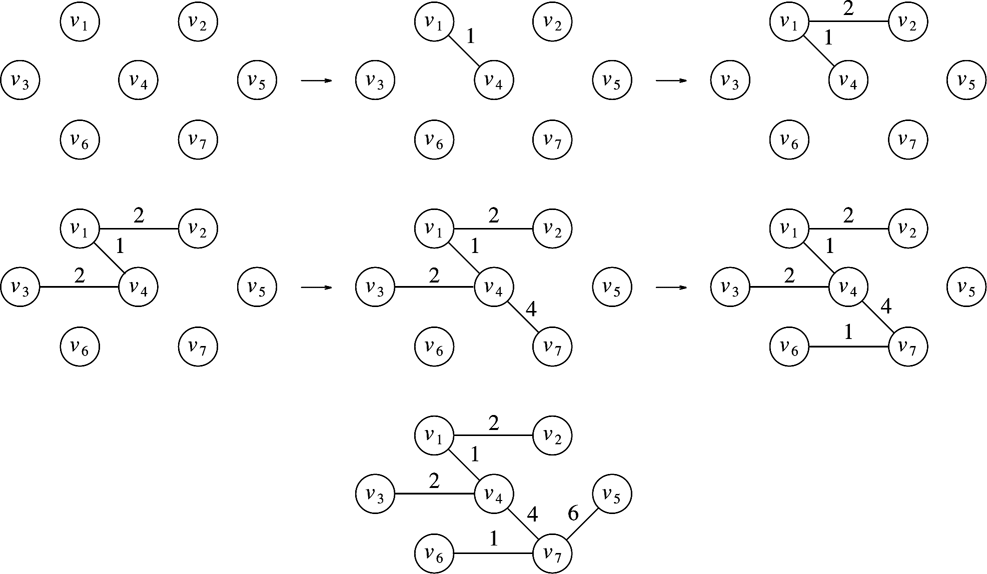 v1 v2 v1 v2 v1 2 v2
1 1
v3 v4 v5 v3 v4 v5 v3 v4 v5
v6 v7 v6 v7 v6 v7
v1 2 v2 v1 2 v2 v1 2 v2
1 1 1
v3 2 v4 v5 v3 2 v4 v5 v3 2 v4 v5
4 4
v6 v7 v6 v7 v6 1 v7
v1 2 v2
1
v3 2 v4 v5
4 6
v6 1 v7